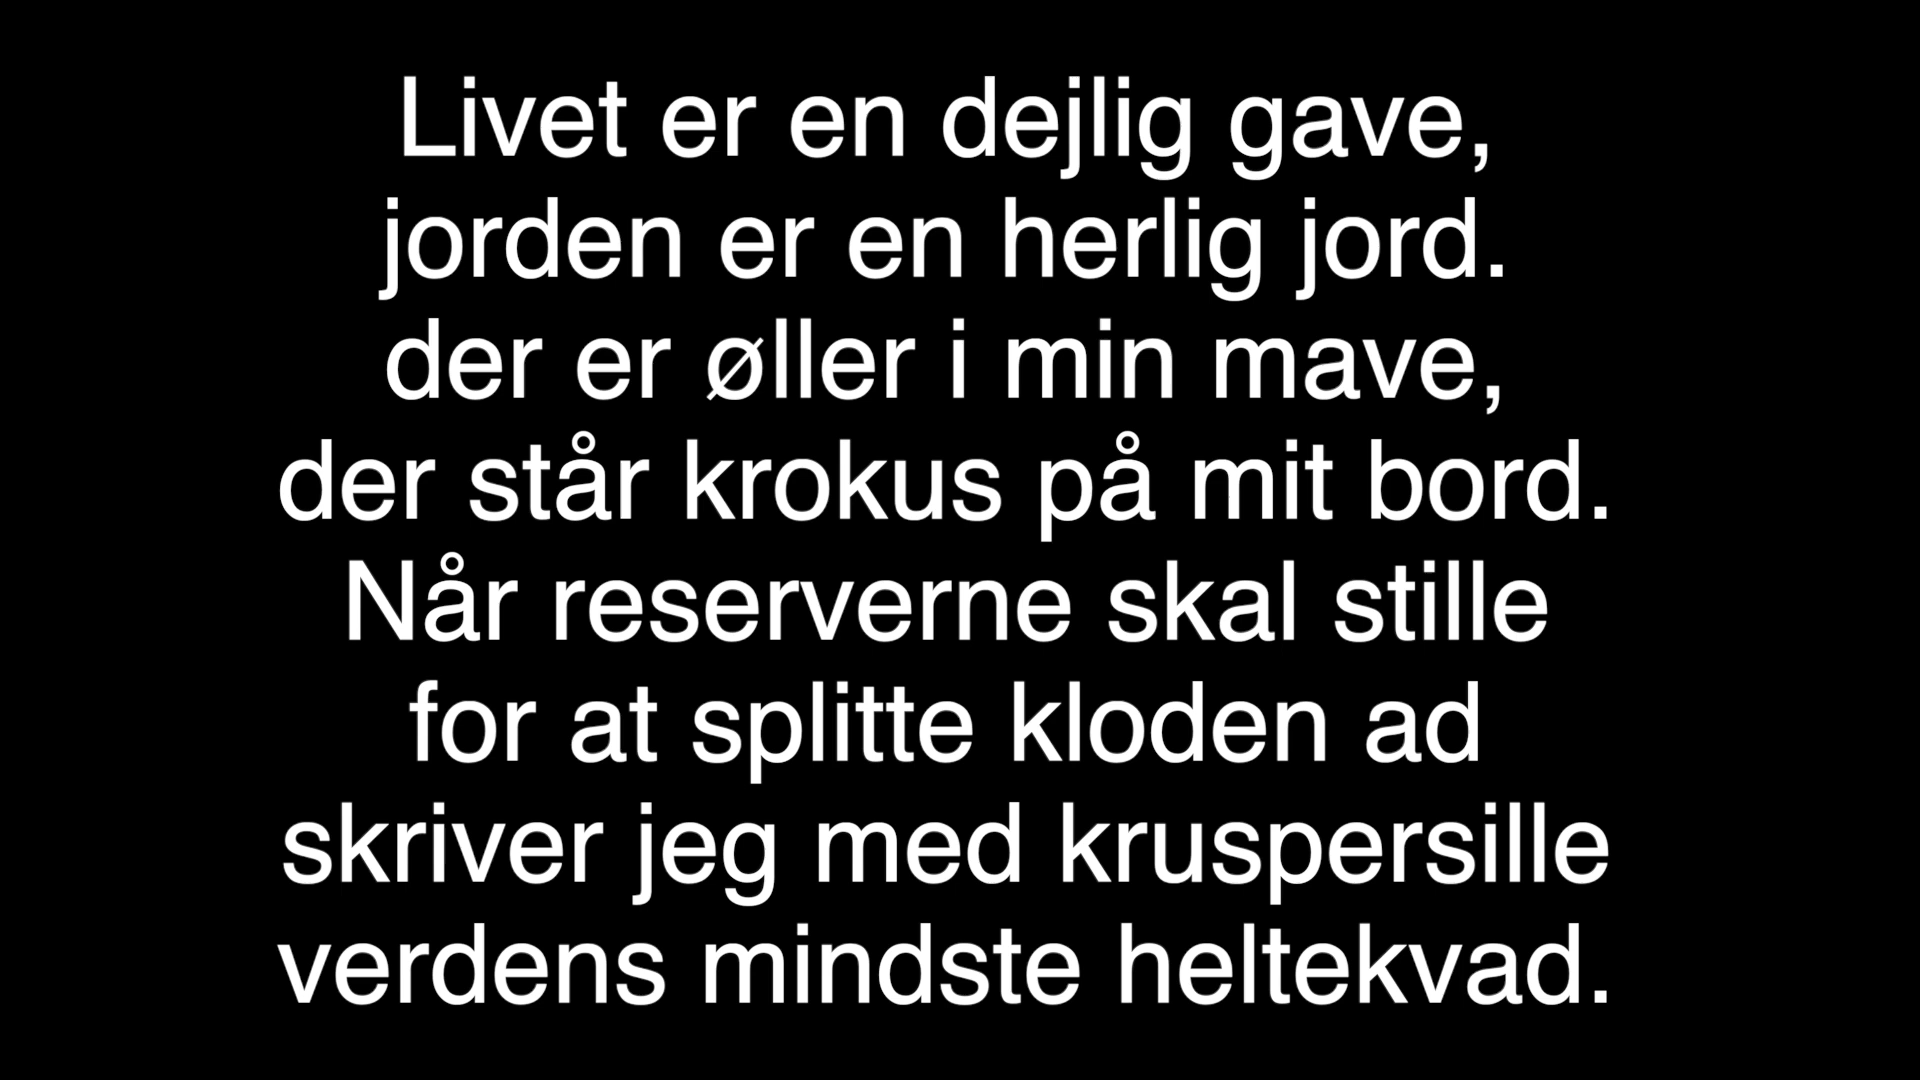 Livet er en dejlig gave,
jorden er en herlig jord.
der er øller i min mave,
der står krokus på mit bord.
Når reserverne skal stille
for at splitte kloden ad
skriver jeg med kruspersille
verdens mindste heltekvad.